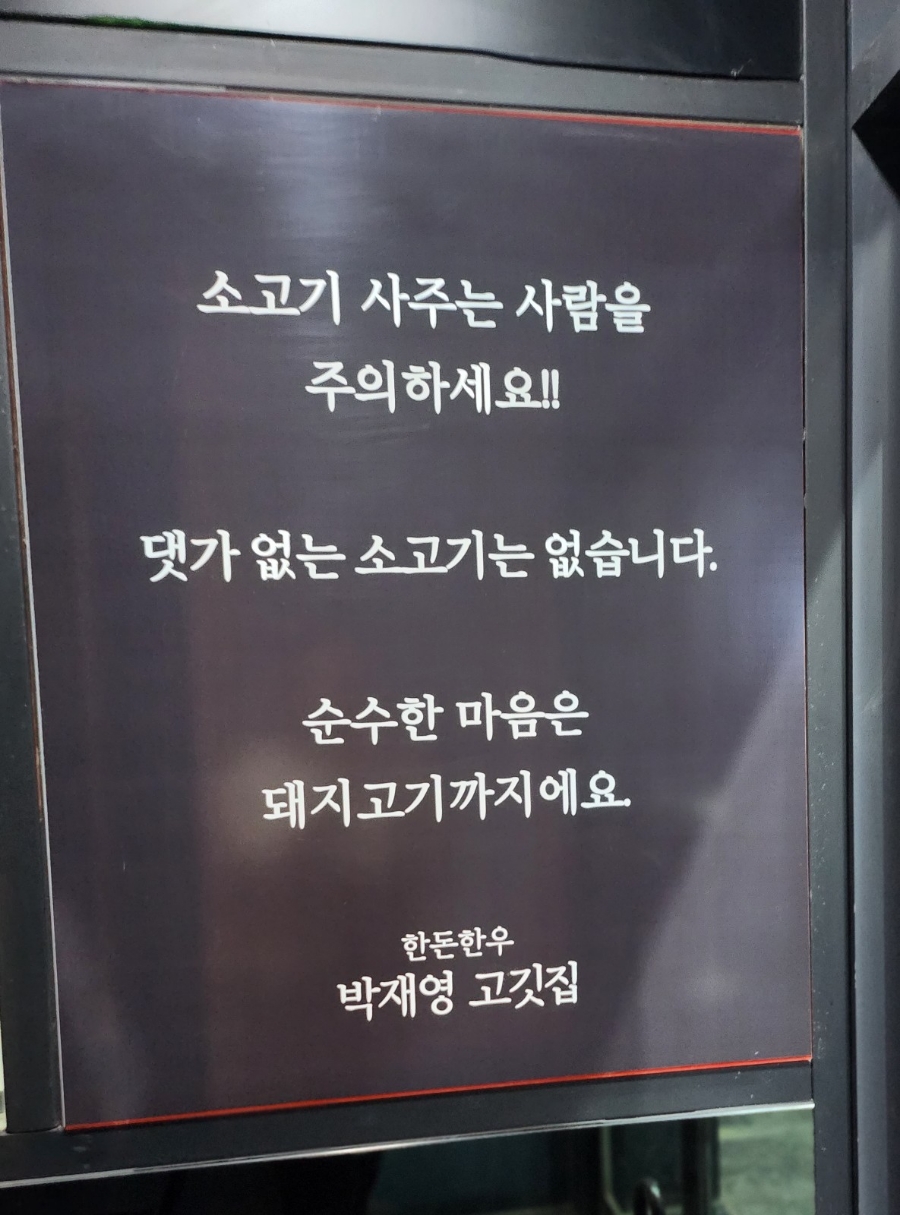 소고기 사주는 사람을
주의하세요!!
댓가 없는 소고기는 없습니다.
순수한 마음은
돼지고기까지에요.
한돈한우
박재영 고깃집